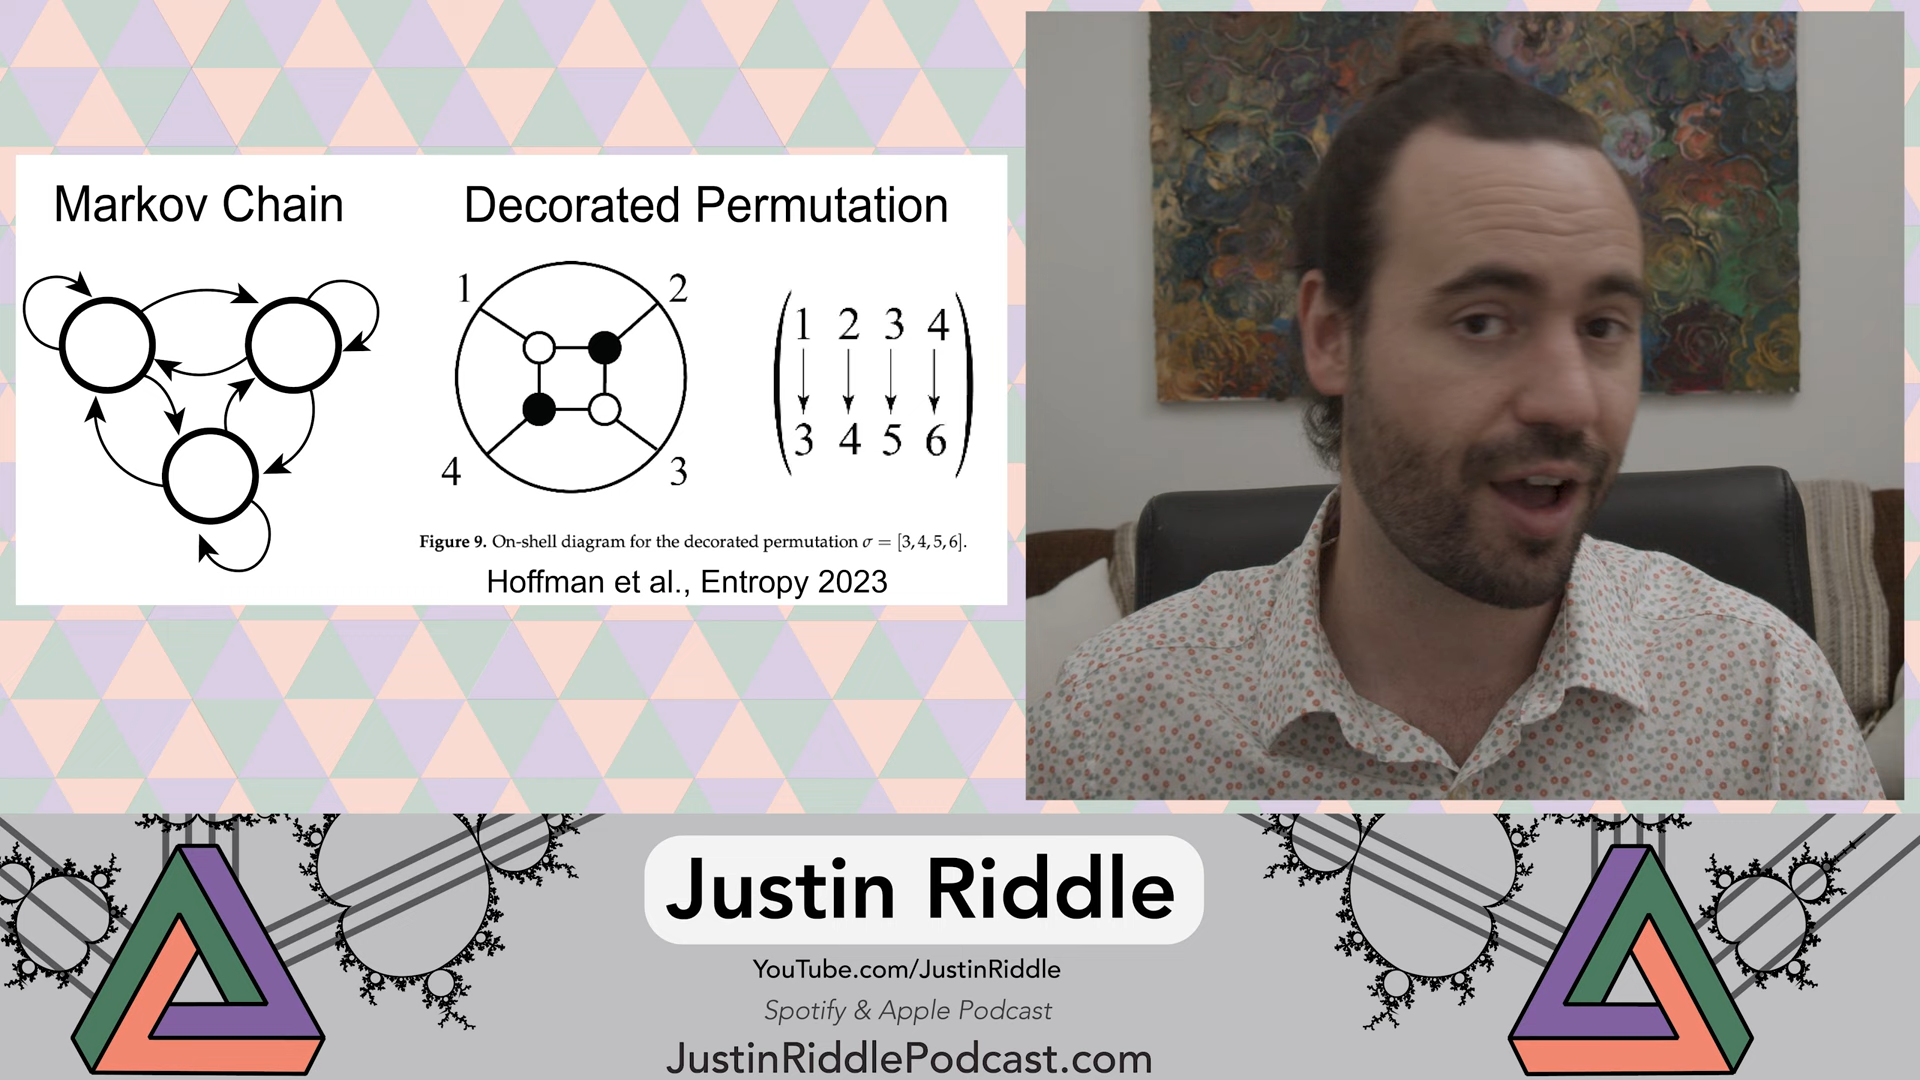 Markov Chain
Decorated Permutation
1 2
4 3
1 2 3 4
3 4 5 6
Figure 9. On-shell diagram for the decorated permutation σ = [3, 4, 5, 6].
Hoffman et al., Entropy 2023
Justin Riddle
YouTube.com/JustinRiddle
Spotify & Apple Podcast
JustinRiddlePodcast.com